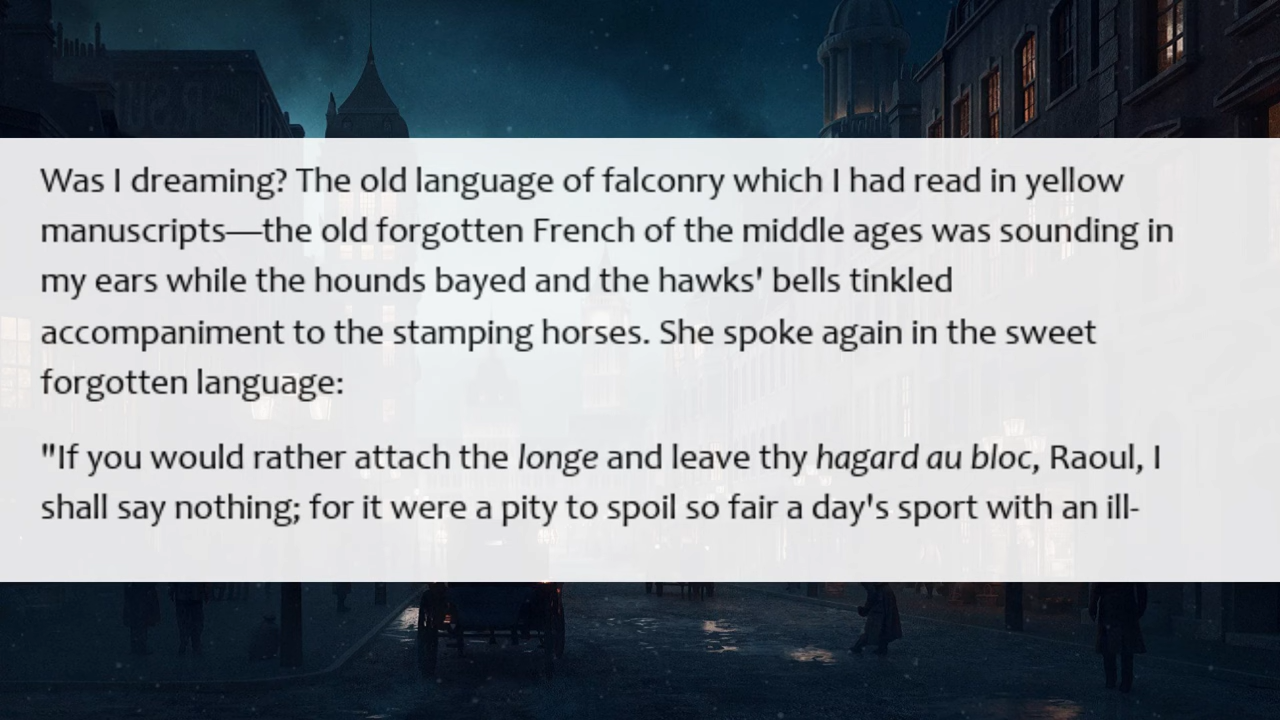 Was I dreaming? The old language of falconry which I had read in yellow
manuscripts—the old forgotten French of the middle ages was sounding in
my ears while the hounds bayed and the hawks' bells tinkled
accompaniment to the stamping horses. She spoke again in the sweet
forgotten language:
"If you would rather attach the longe and leave thy hagard au bloc, Raoul, I
shall say nothing; for it were a pity to spoil so fair a day's sport with an ill-